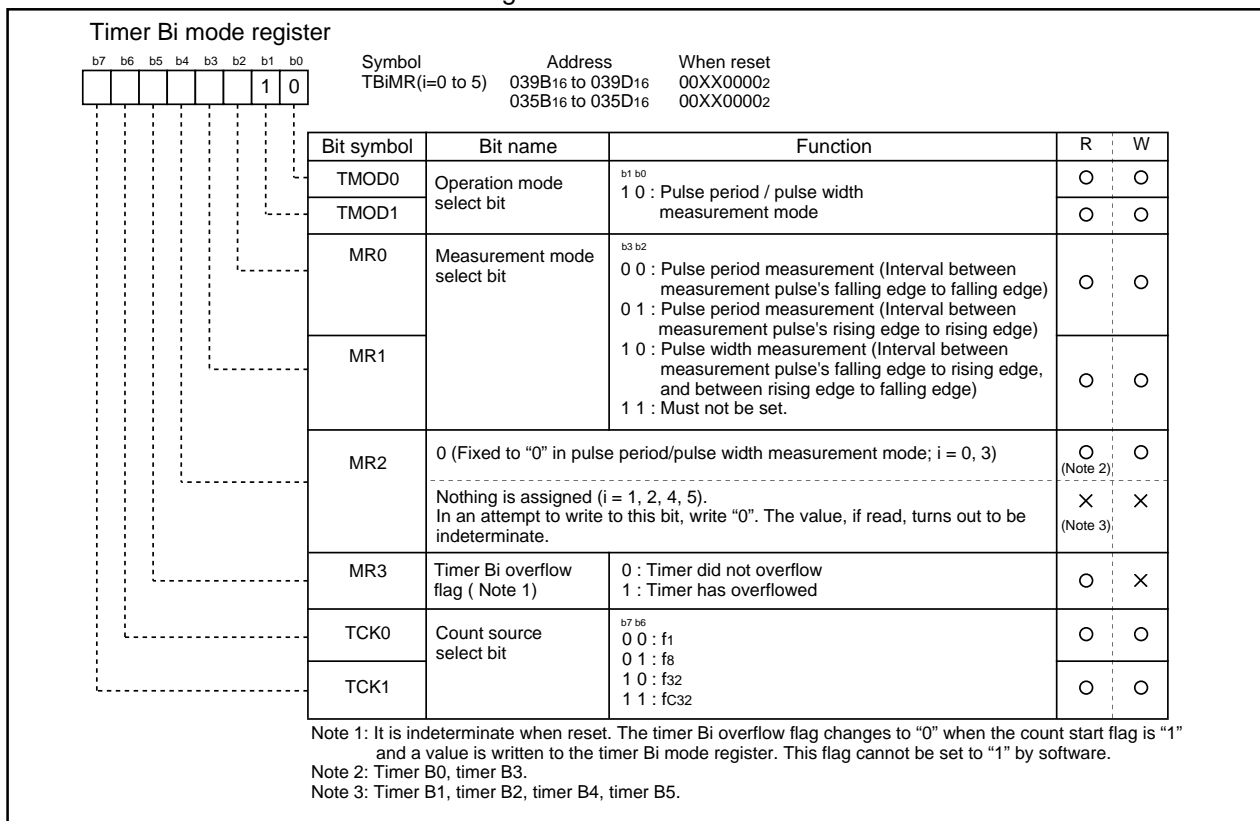 Timer Bi mode register
b7 b6 b5 b4 b3 b2 b1 b0
1 0
Symbol Address When reset
TBiMR(i=0 to 5) 039B16 to 039D16 00XX00002
035B16 to 035D16 00XX00002
Bit symbol Bit name Function R W
TMOD0
TMOD1
Operation mode
select bit
b1 b0
1 0 : Pulse period / pulse width
measurement mode
MR0
MR1
Measurement mode
select bit
b3 b2
0 0 : Pulse period measurement (Interval between
measurement pulse's falling edge to falling edge)
0 1 : Pulse period measurement (Interval between
measurement pulse's rising edge to rising edge)
1 0 : Pulse width measurement (Interval between
measurement pulse's falling edge to rising edge,
and between rising edge to falling edge)
1 1 : Must not be set.
MR2
0 (Fixed to “0” in pulse period/pulse width measurement mode; i = 0, 3)
(Note 2)
Nothing is assigned (i = 1, 2, 4, 5).
In an attempt to write to this bit, write “0”. The value, if read, turns out to be
indeterminate.
(Note 3)
MR3
Timer Bi overflow
flag ( Note 1)
0 : Timer did not overflow
1 : Timer has overflowed
TCK0
TCK1
Count source
select bit
b7 b6
0 0 : f1
0 1 : f8
1 0 : f32
1 1 : fC32
Note 1: It is indeterminate when reset. The timer Bi overflow flag changes to “0” when the count start flag is “1”
and a value is written to the timer Bi mode register. This flag cannot be set to “1” by software.
Note 2: Timer B0, timer B3.
Note 3: Timer B1, timer B2, timer B4, timer B5.